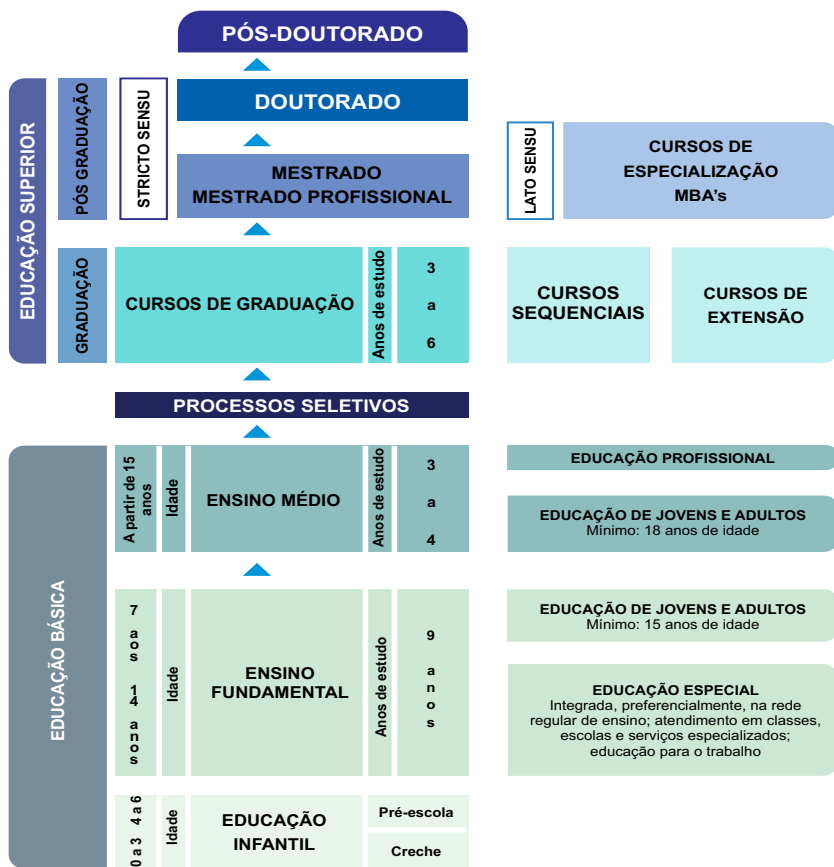 PÓS-DOUTORADO
EDUCAÇÃO SUPERIOR
PÓS GRADUAÇÃO
STRICTO SENSU
DOUTORADO
MESTRADO
MESTRADO PROFISSIONAL
LATO SENSU
CURSOS DE
ESPECIALIZAÇÃO
MBA's
GRADUAÇÃO
CURSOS DE GRADUAÇÃO
Anos de estudo
3
a
6
CURSOS
SEQUENCIAIS
CURSOS DE
EXTENSÃO
PROCESSOS SELETIVOS
EDUCAÇÃO BÁSICA
A partir de 15
anos
Idade
ENSINO MÉDIO
Anos de estudo
3
a
4
EDUCAÇÃO PROFISSIONAL
EDUCAÇÃO DE JOVENS E ADULTOS
Mínimo: 18 anos de idade
7
aos
14
anos
Idade
ENSINO
FUNDAMENTAL
Anos de estudo
9
a
n
o
s
EDUCAÇÃO DE JOVENS E ADULTOS
Mínimo: 15 anos de idade
EDUCAÇÃO ESPECIAL
Integrada, preferencialmente, na rede
regular de ensino; atendimento em classes,
escolas e serviços especializados;
educação para o trabalho
0 a 3 4 a 6
Idade
EDUCAÇÃO
INFANTIL
Pré-escola
Creche